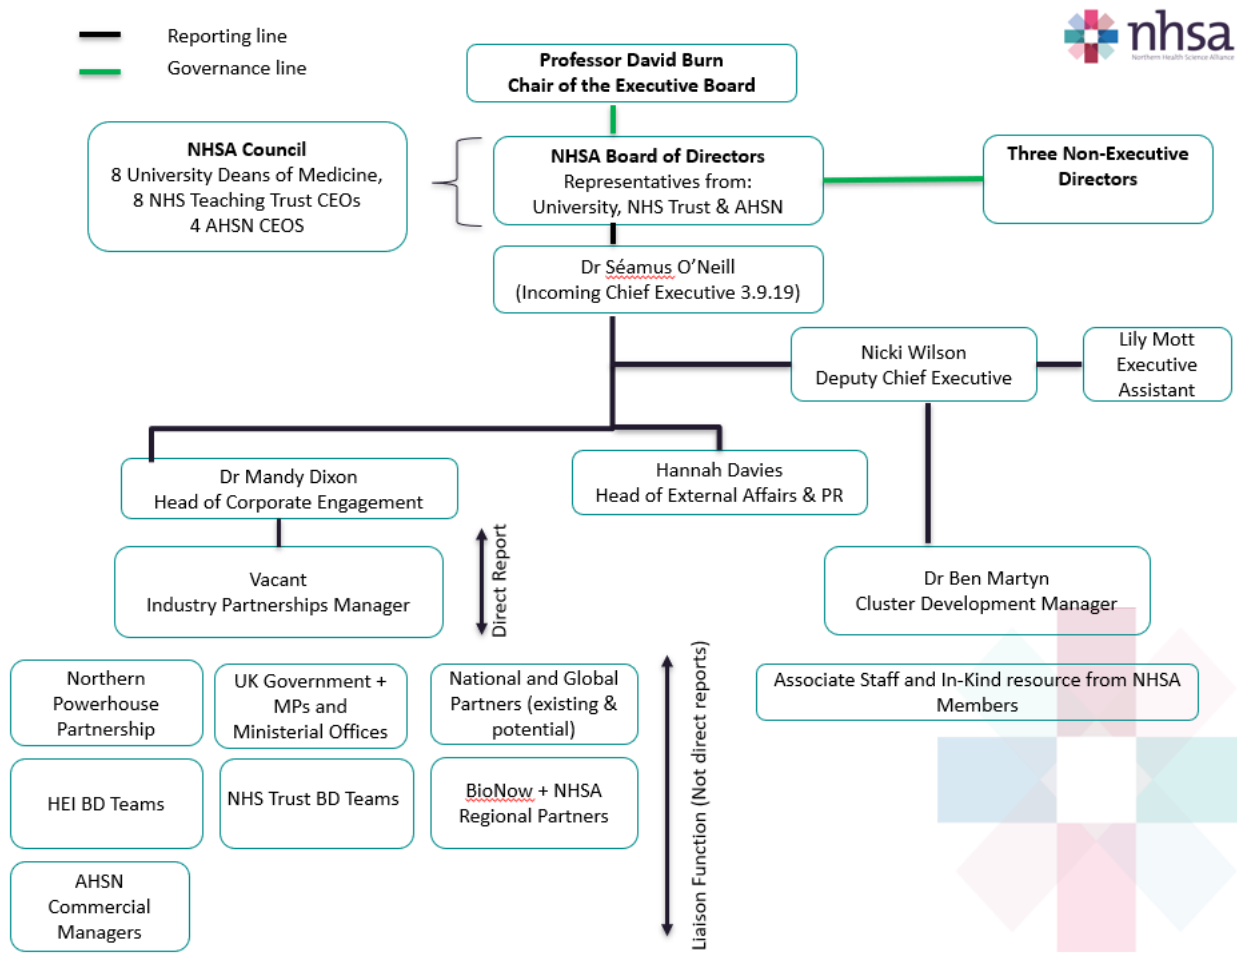 Reporting line
Governance line
nhsa
Northern Health Science Alliance
Professor David Burn
Chair of the Executive Board
NHSA Council
8 University Deans of Medicine,
8 NHS Teaching Trust CEOs
4 AHSN CEOS
NHSA Board of Directors
Representatives from:
University, NHS Trust & AHSN
Three Non-Executive
Directors
Dr Séamus O’Neill
(Incoming Chief Executive 3.9.19)
Nicki Wilson
Deputy Chief Executive
Lily Mott
Executive
Assistant
Dr Mandy Dixon
Head of Corporate Engagement
Hannah Davies
Head of External Affairs & PR
Vacant
Industry Partnerships Manager
Direct Report
Dr Ben Martyn
Cluster Development Manager
Northern
Powerhouse
Partnership
UK Government +
MPs and
Ministerial Offices
National and Global
Partners (existing &
potential)
Liaison Function (Not direct reports)
Associate Staff and In-Kind resource from NHSA
Members
HEI BD Teams
NHS Trust BD Teams
BioNow + NHSA
Regional Partners
AHSN
Commercial
Managers